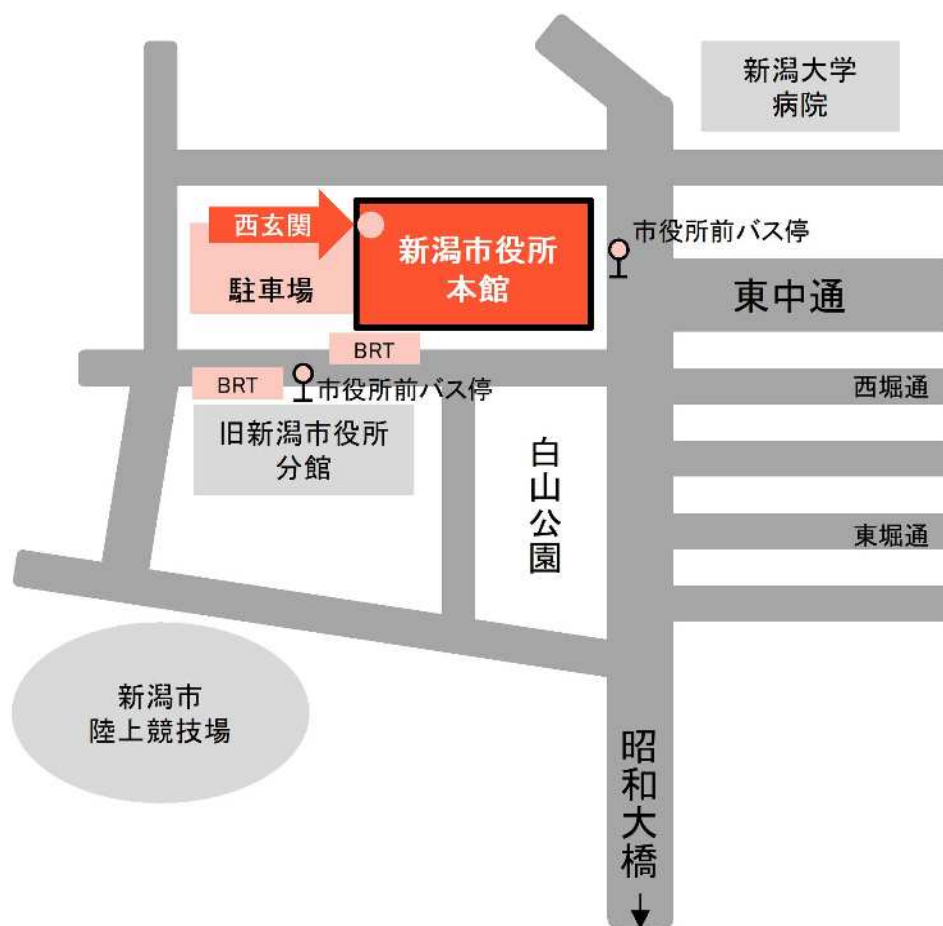 新潟大学
病院
西玄関
新潟市役所
本館
市役所前バス停
駐車場
東中通
BRT
BRT
市役所前バス停
西堀通
旧新潟市役所
分館
白山公園
東堀通
新潟市
陸上競技場
昭和大橋